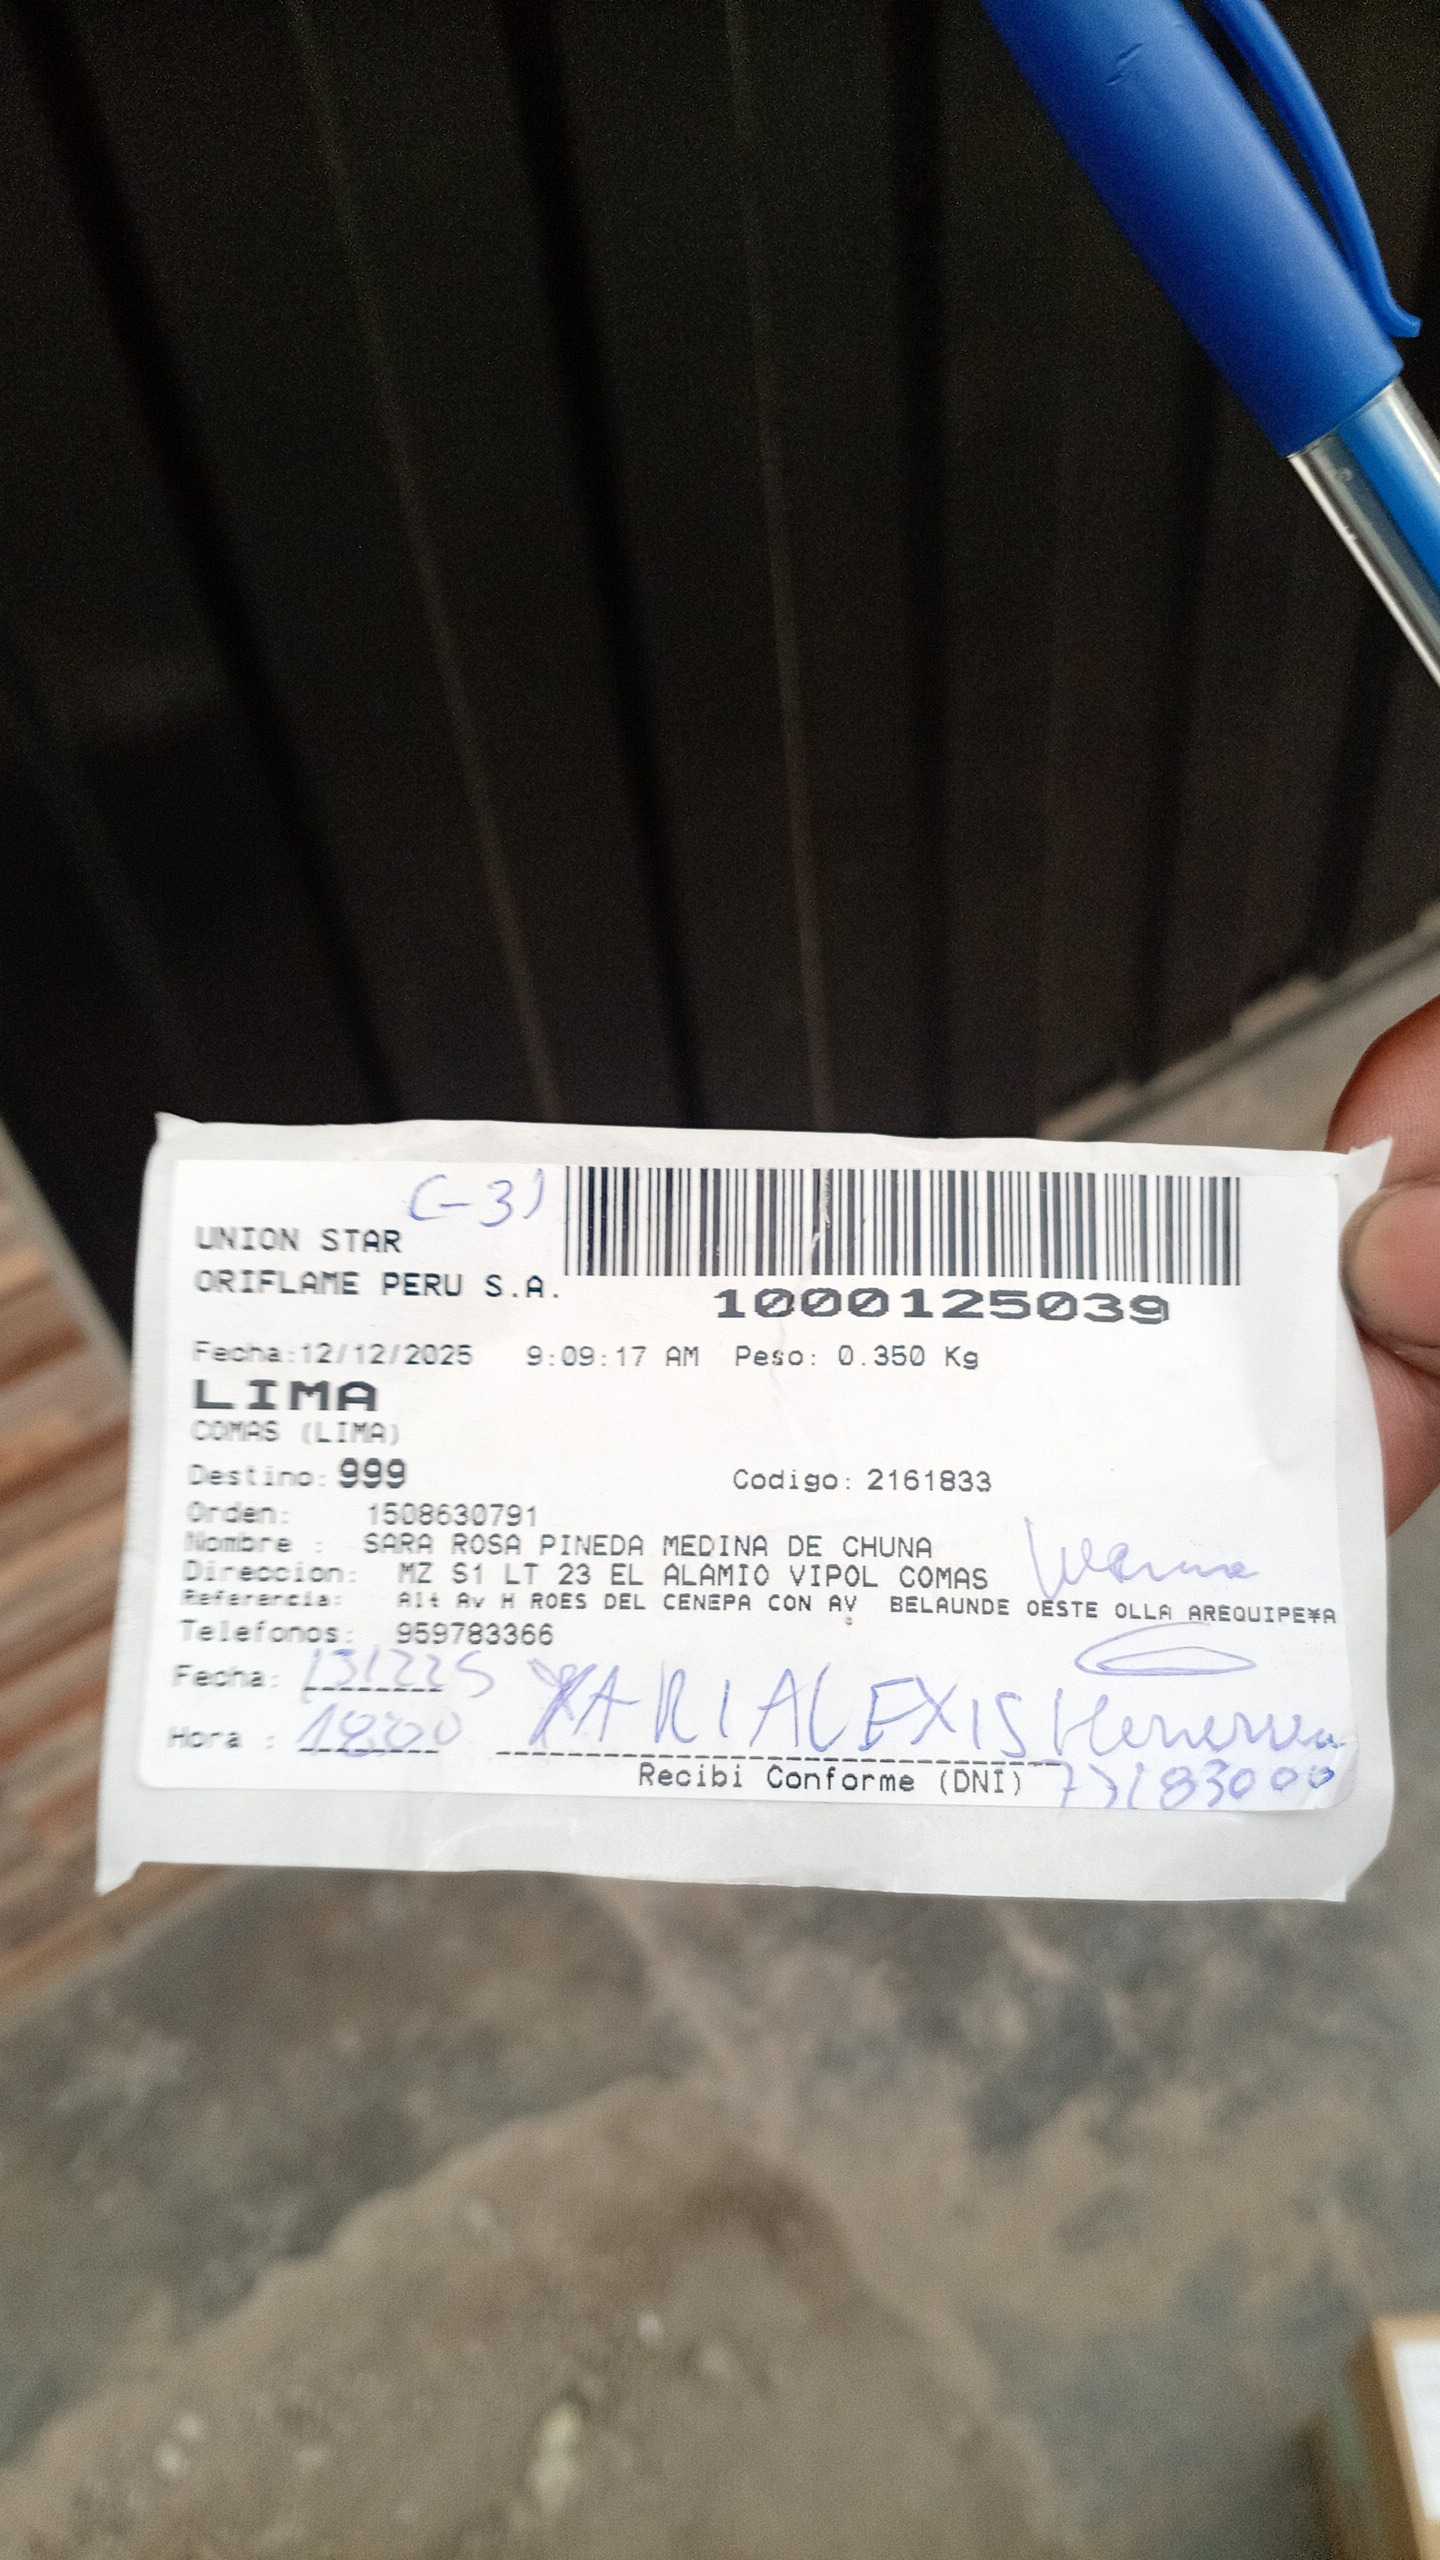 (-3)
UNION STAR
ORIFLAME PERU S.A.
1000125039
Fecha:12/12/2025 9:09:17 AM Peso: 0.350 Kg
LIMA
COMAS (LIMA)
Destino: 999 Codigo: 2161833
Orden: 1508630791
Nombre : SARA ROSA PINEDA MEDINA DE CHUNA
Direccion: MZ S1 LT 23 EL ALAMIO VIPOL COMAS
Referencia: Alt Av H ROES DEL CENEPA CON AV BELAUNDE OESTE OLLA AREQUIPE¥A
Telefonos: 959783366
Fecha: 131225
Hora :
Recibi Conforme (DNI)